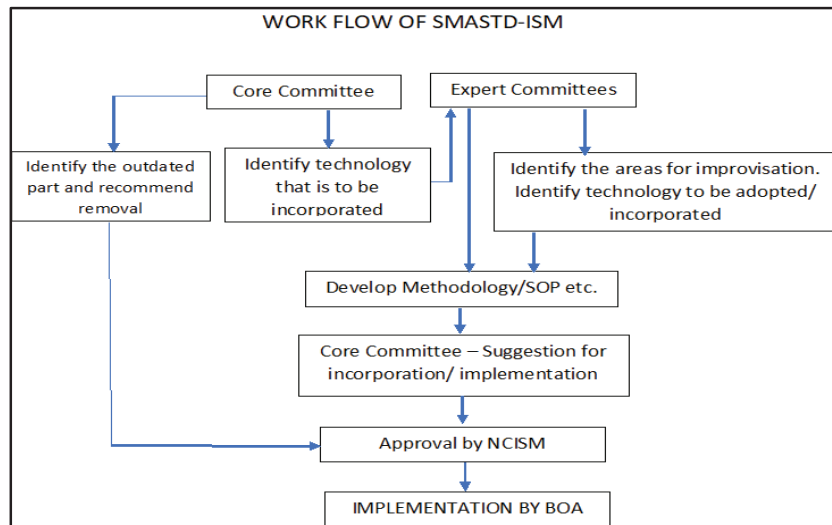 WORK FLOW OF SMASTD-ISM
Core Committee
Expert Committees
Identify the outdated
part and recommend
removal
Identify technology
that is to be
incorporated
Identify the areas for improvisation.
Identify technology to be adopted/
incorporated
Develop Methodology/SOP etc.
Core Committee – Suggestion for
incorporation/ implementation
Approval by NCISM
IMPLEMENTATION BY BOA